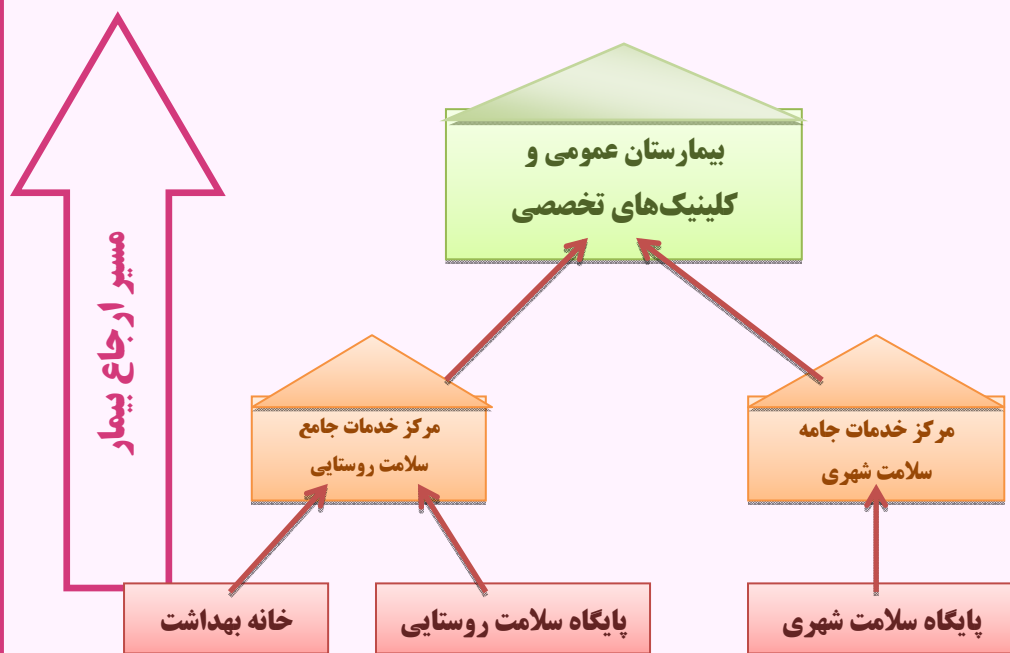 بیمارستان عمومی و
کلینیک‌های تخصصی
مسیر ارجاع بیمار
مرکز خدمات جامه
سلامت شهری
مرکز خدمات جامع
سلامت روستایی
پایگاه سلامت شهری
پایگاه سلامت روستایی
خانه بهداشت